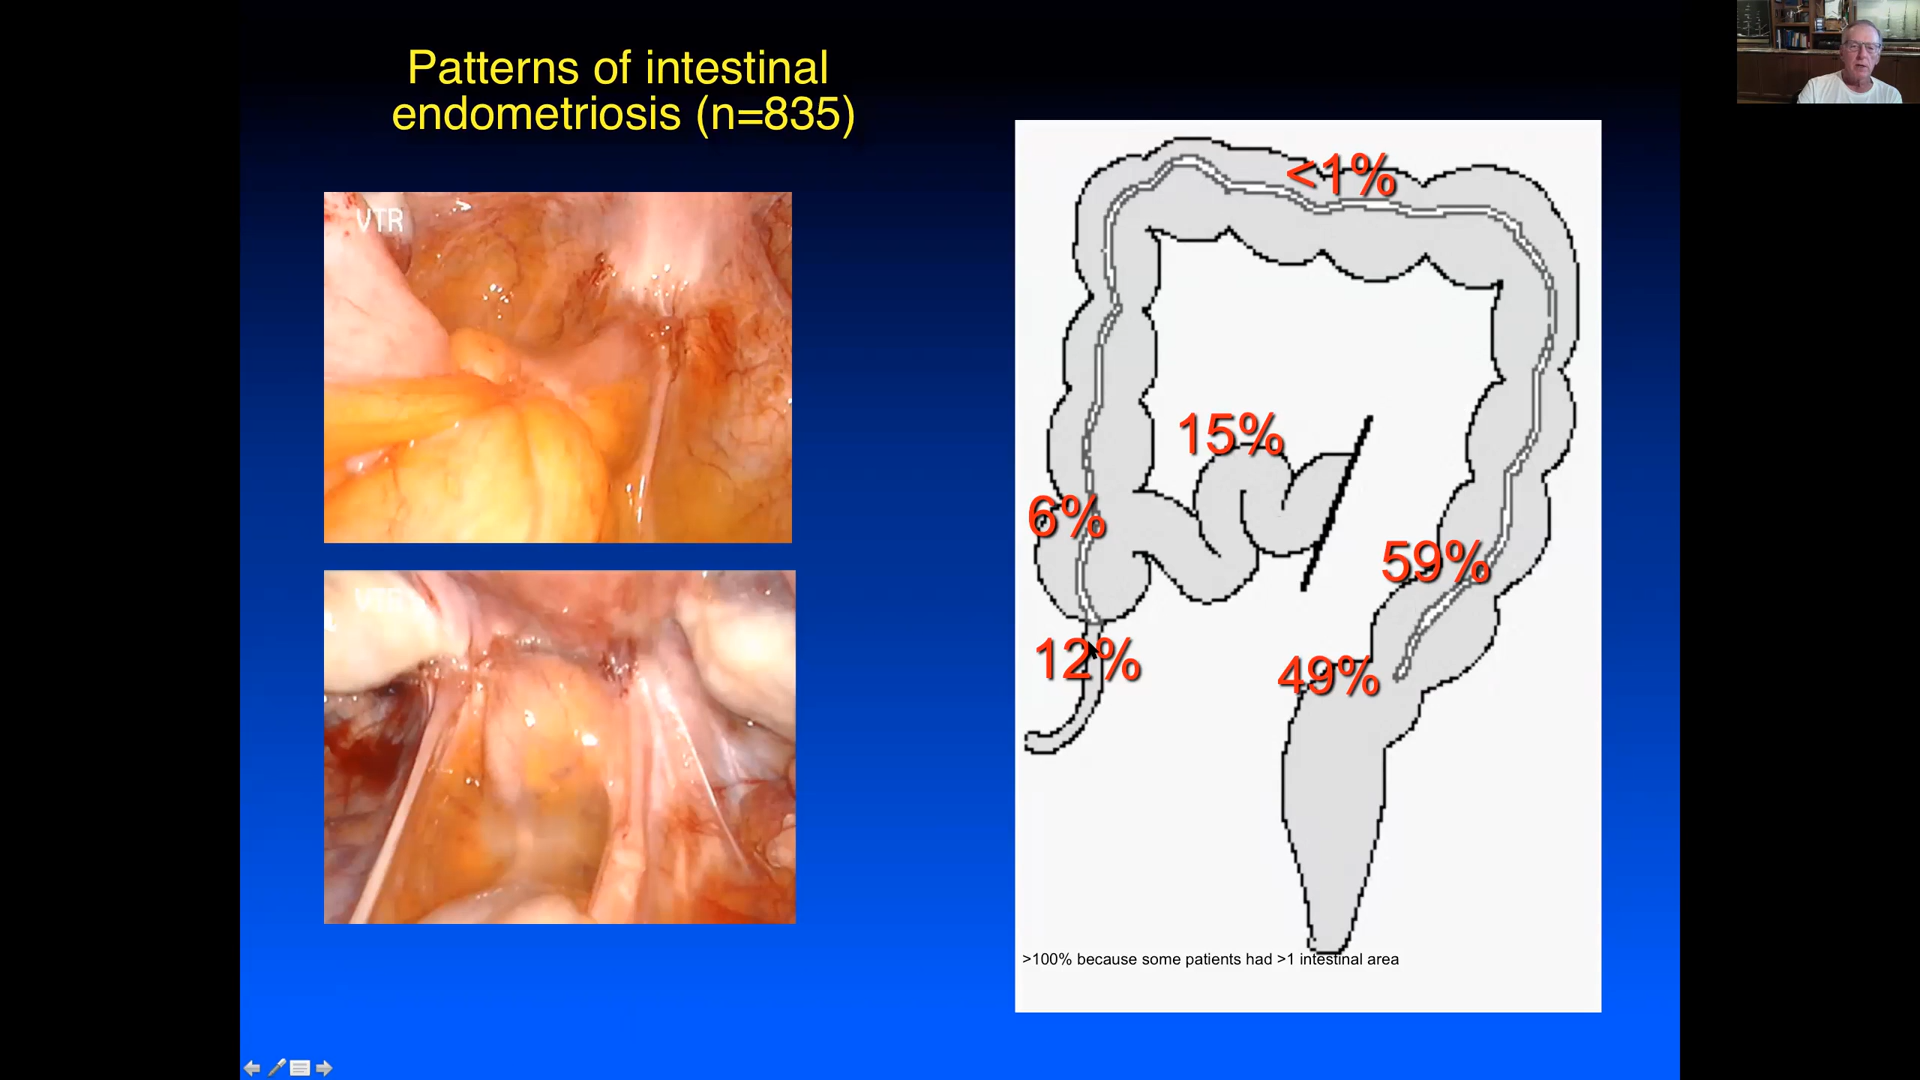 Patterns of intestinal
endometriosis (n=835)
VTR
VTR
<1%
15%
6%
59%
12%
49%
>100% because some patients had >1 intestinal area